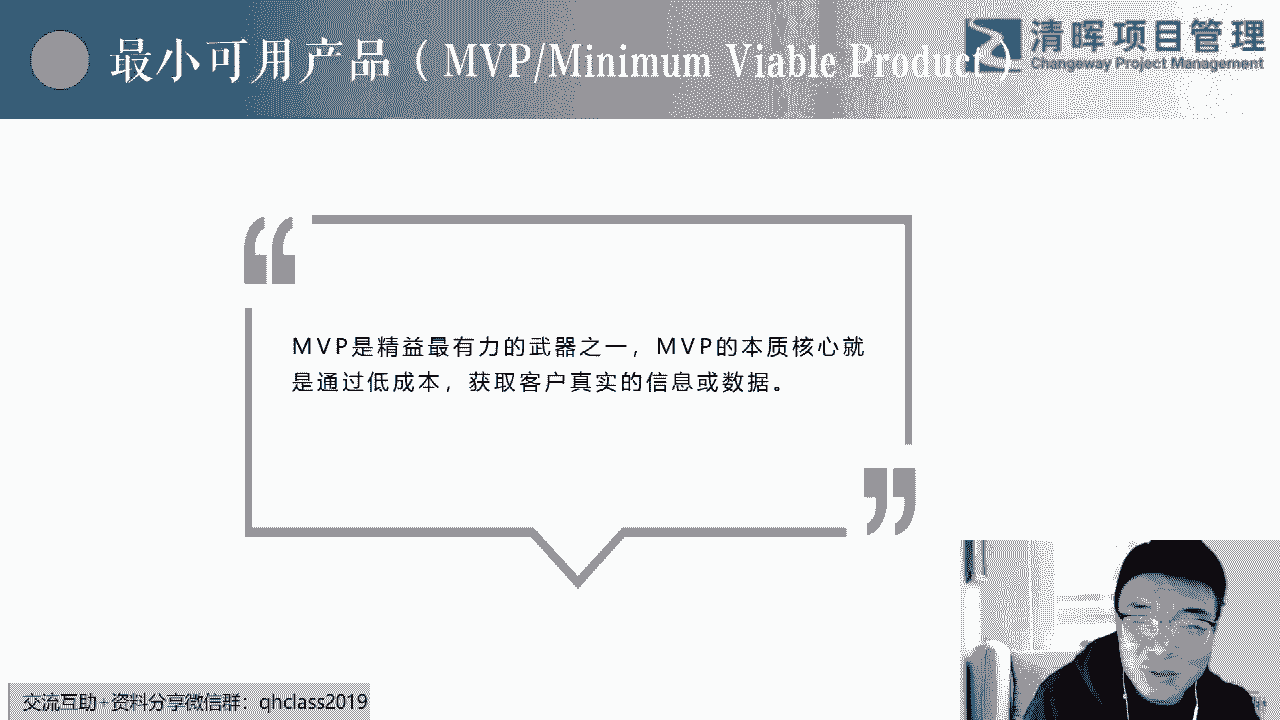 最小可用产品（MVP/Minimum Viable Product）
清晖项目管理
Changeway Project Management
MVP是精益最有力的武器之一，MVP的本质核心就
是通过低成本，获取客户真实的信息或数据。
交流互助+资料分享微信群：qhclass2019